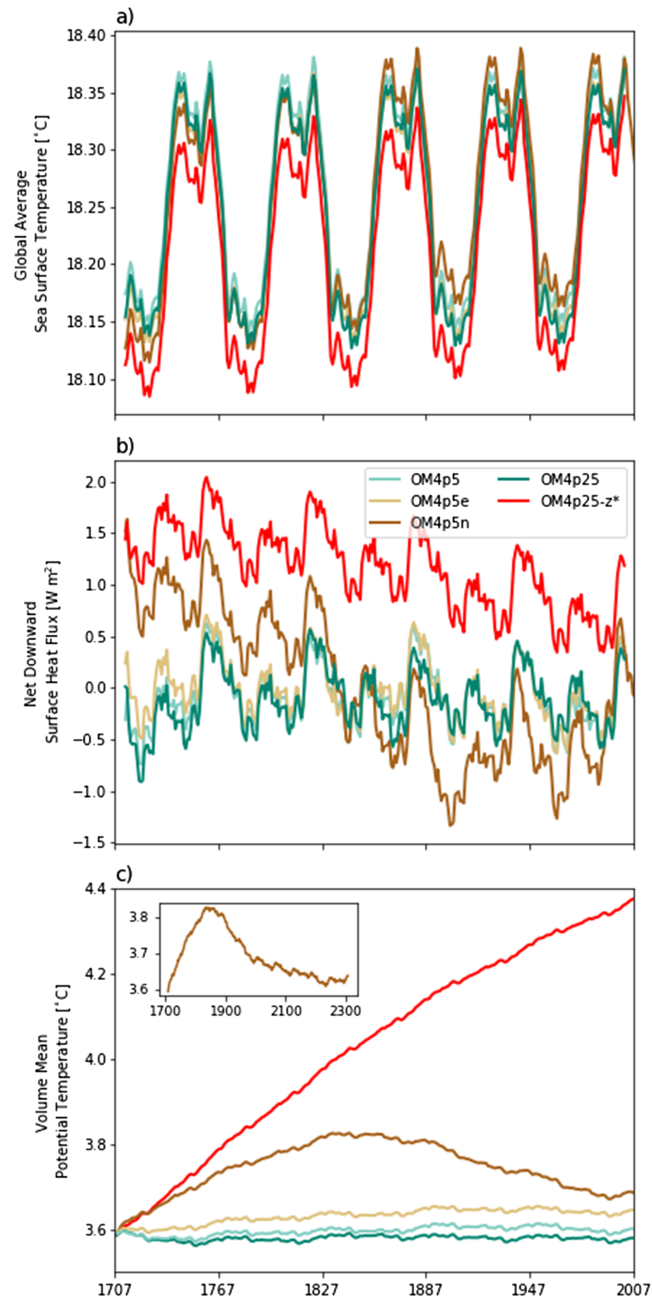 a)
18.40
18.35
18.30
18.25
18.20
18.15
18.10
Global Average
Sea Surface Temperature [˚C]
b)
2.0
1.5
1.0
0.5
0.0
−0.5
−1.0
−1.5
Net Downward
Surface Heat Flux [W m²]
OM4p5
OM4p5e
OM4p5n
OM4p25
OM4p25-z*
c)
4.4
4.2
4.0
3.8
3.6
Volume Mean
Potential Temperature [˚C]
3.8
3.7
3.6
1700 1900 2100 2300
1707 1767 1827 1887 1947 2007